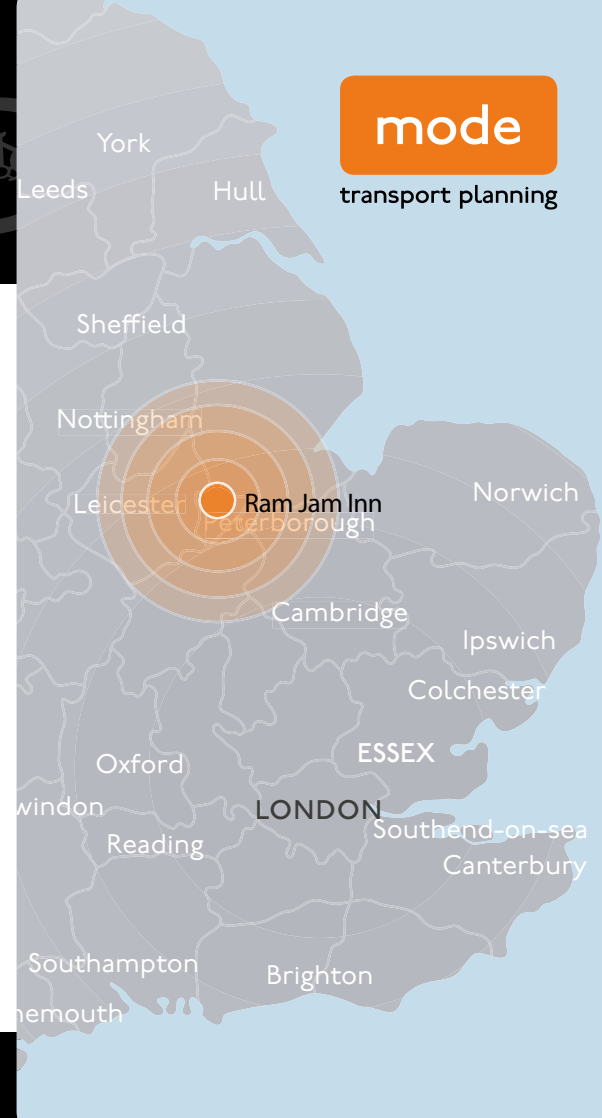 mode
transport planning
York
Leeds
Hull
Sheffield
Nottingham
Leicester
Ram Jam Inn
Peterborough
Norwich
Cambridge
Ipswich
Colchester
ESSEX
Oxford
windon
LONDON
Southend-on-sea
Reading
Canterbury
Southampton
Brighton
nemouth